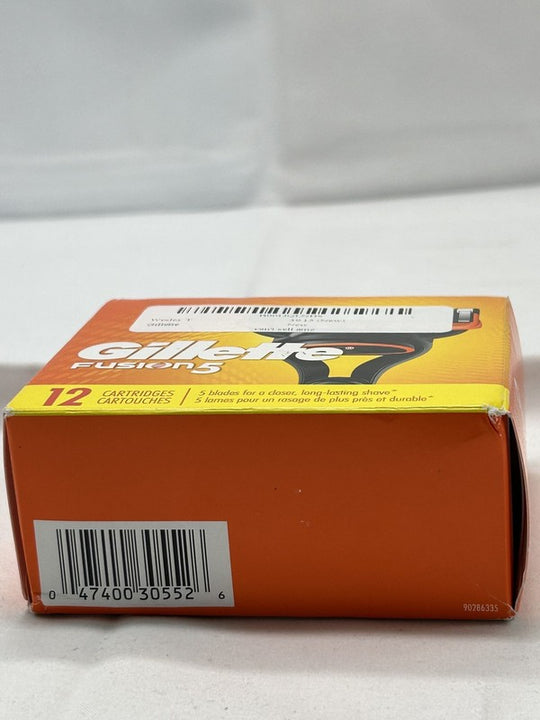 New
Gillette
FUSION5
12 CARTRIDGES
CARTOUCHES
5 blades for a closer, long-lasting shave*
5 lames pour un rasage de plus près et durable*
0 47400 30552 6
90286335